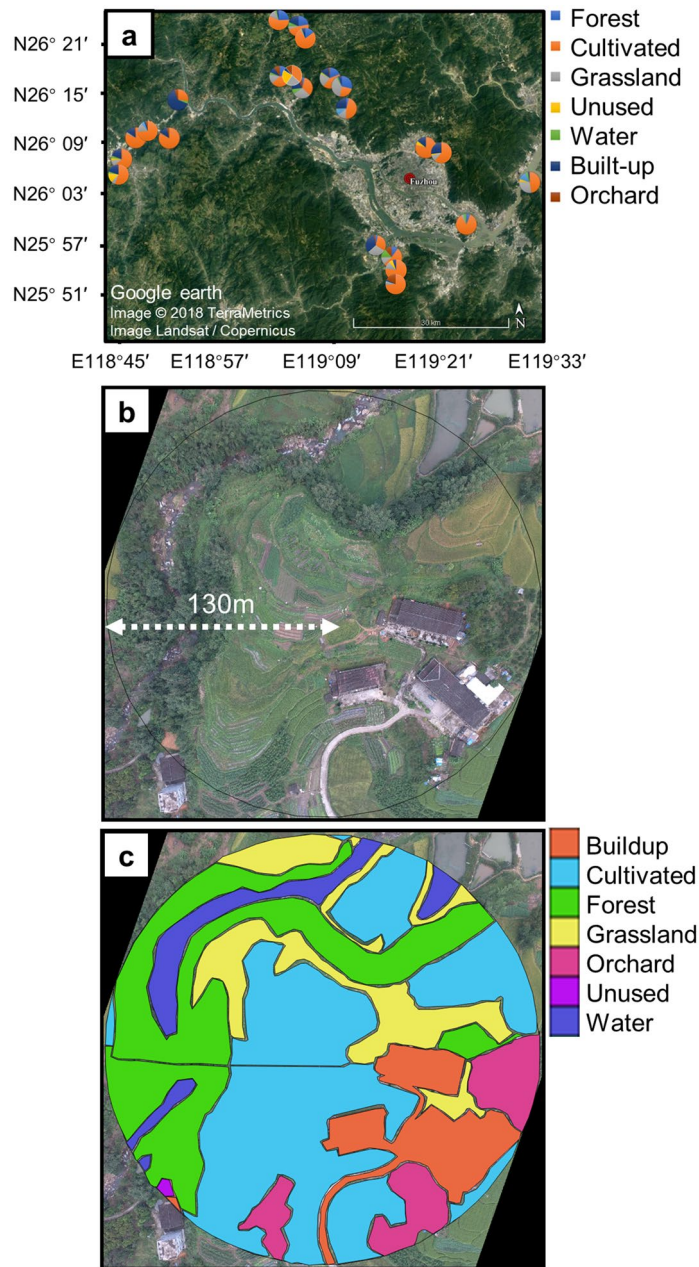 a
N26° 21′
N26° 15′
N26° 09′
N26° 03′
N25° 57′
N25° 51′
Fuzhou
Google earth
Image © 2018 TerraMetrics
Image Landsat / Copernicus
30 km
N
E118°45′ E118°57′ E119°09′ E119°21′ E119°33′
Forest
Cultivated
Grassland
Unused
Water
Built-up
Orchard
b
130m
c
Buildup
Cultivated
Forest
Grassland
Orchard
Unused
Water